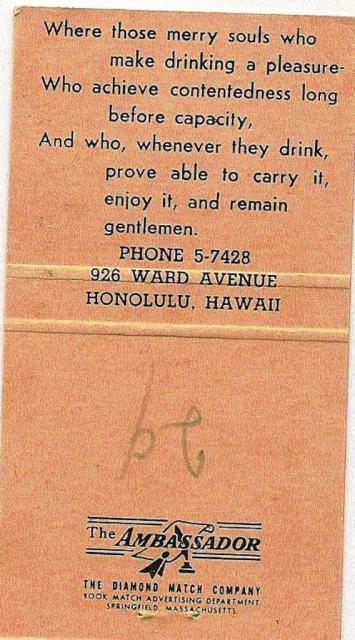 Where those merry souls who
make drinking a pleasure-
Who achieve contentedness long
before capacity,
And who, whenever they drink,
prove able to carry it,
enjoy it, and remain
gentlemen.
PHONE 5-7428
926 WARD AVENUE
HONOLULU, HAWAII
The AMBASSADOR
THE DIAMOND MATCH COMPANY
BOOK MATCH ADVERTISING DEPARTMENT
SPRINGFIELD, MASSACHUSETTS